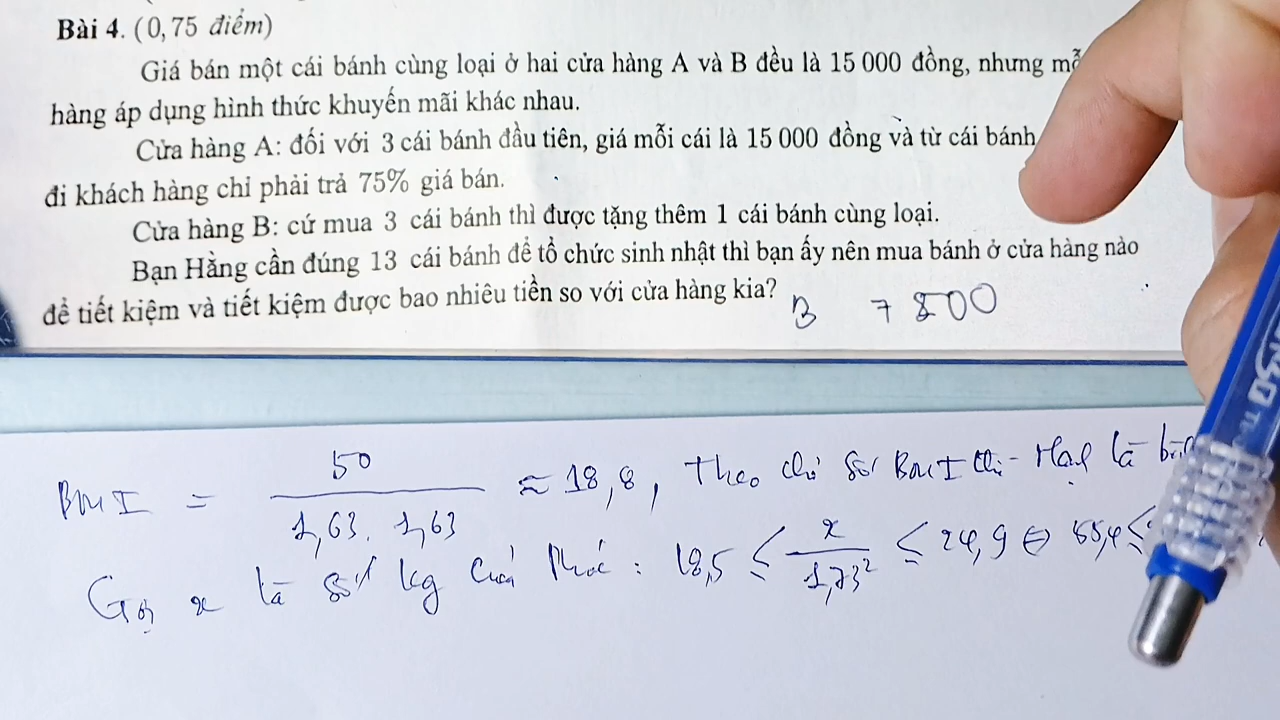 Bài 4. (0,75 điểm)
Giá bán một cái bánh cùng loại ở hai cửa hàng A và B đều là 15 000 đồng, nhưng
hàng áp dụng hình thức khuyến mãi khác nhau.
Cửa hàng A: đối với 3 cái bánh đầu tiên, giá mỗi cái là 15 000 đồng và từ cái bánh
đi khách hàng chỉ phải trả 75% giá bán.
Cửa hàng B: cứ mua 3 cái bánh thì được tặng thêm 1 cái bánh cùng loại.
Bạn Hằng cần đúng 13 cái bánh để tổ chức sinh nhật thì bạn ấy nên mua bánh ở cửa hàng nào
để tiết kiệm và tiết kiệm được bao nhiêu tiền so với cửa hàng kia? B 7 500
BMI = 50 / 1,63 . 1,63 ≈ 18,8, Theo chỉ số BMI thì Hạnh là
Gọi x là số kg của Phúc : 18,5 ≤ x / 1,73² ≤ 24,9 ⇔ 55,4 ≤